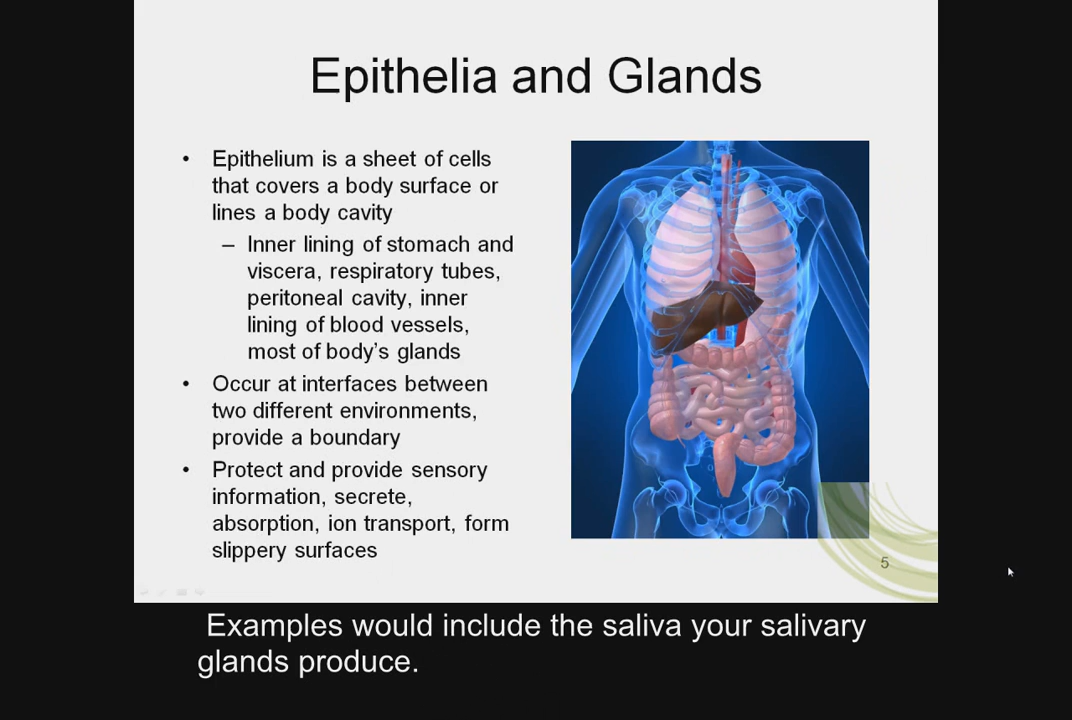 Epithelia and Glands
• Epithelium is a sheet of cells
that covers a body surface or
lines a body cavity
– Inner lining of stomach and
viscera, respiratory tubes,
peritoneal cavity, inner
lining of blood vessels,
most of body's glands
• Occur at interfaces between
two different environments,
provide a boundary
• Protect and provide sensory
information, secrete,
absorption, ion transport, form
slippery surfaces
5
Examples would include the saliva your salivary
glands produce.